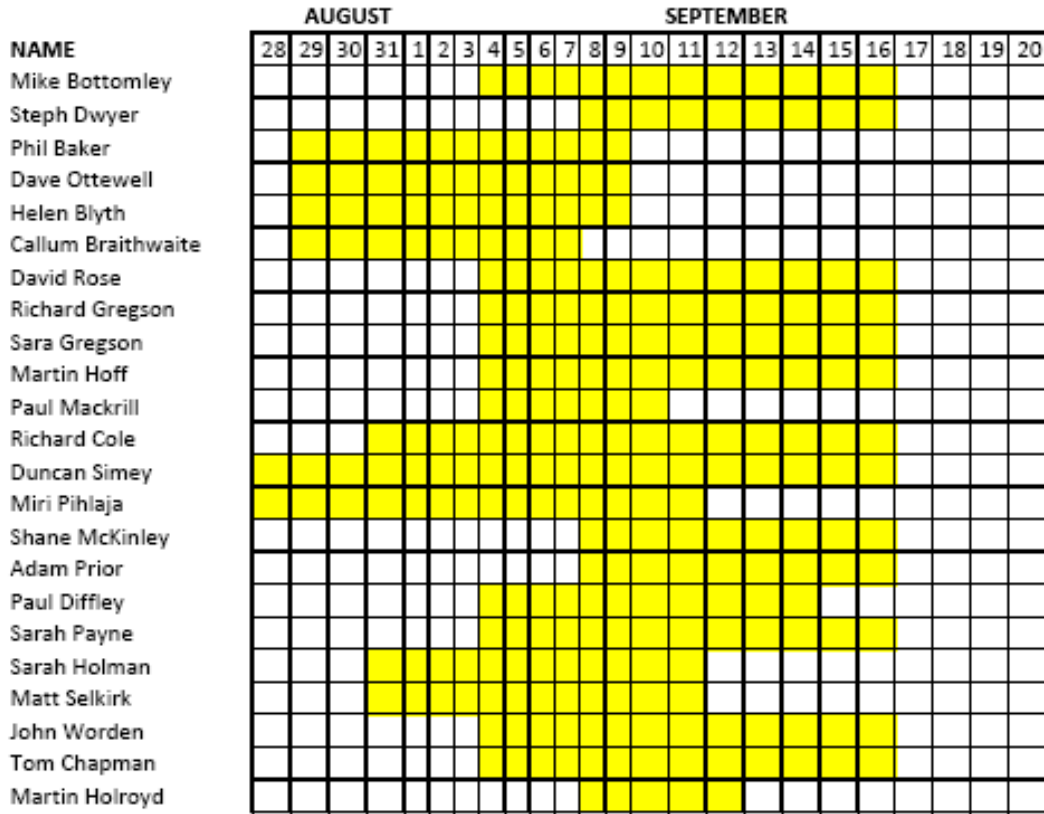 AUGUST SEPTEMBER
NAME 28 29 30 31 1 2 3 4 5 6 7 8 9 10 11 12 13 14 15 16 17 18 19 20
Mike Bottomley
Steph Dwyer
Phil Baker
Dave Ottewell
Helen Blyth
Callum Braithwaite
David Rose
Richard Gregson
Sara Gregson
Martin Hoff
Paul Mackrill
Richard Cole
Duncan Simey
Miri Pihlaja
Shane McKinley
Adam Prior
Paul Diffley
Sarah Payne
Sarah Holman
Matt Selkirk
John Worden
Tom Chapman
Martin Holroyd